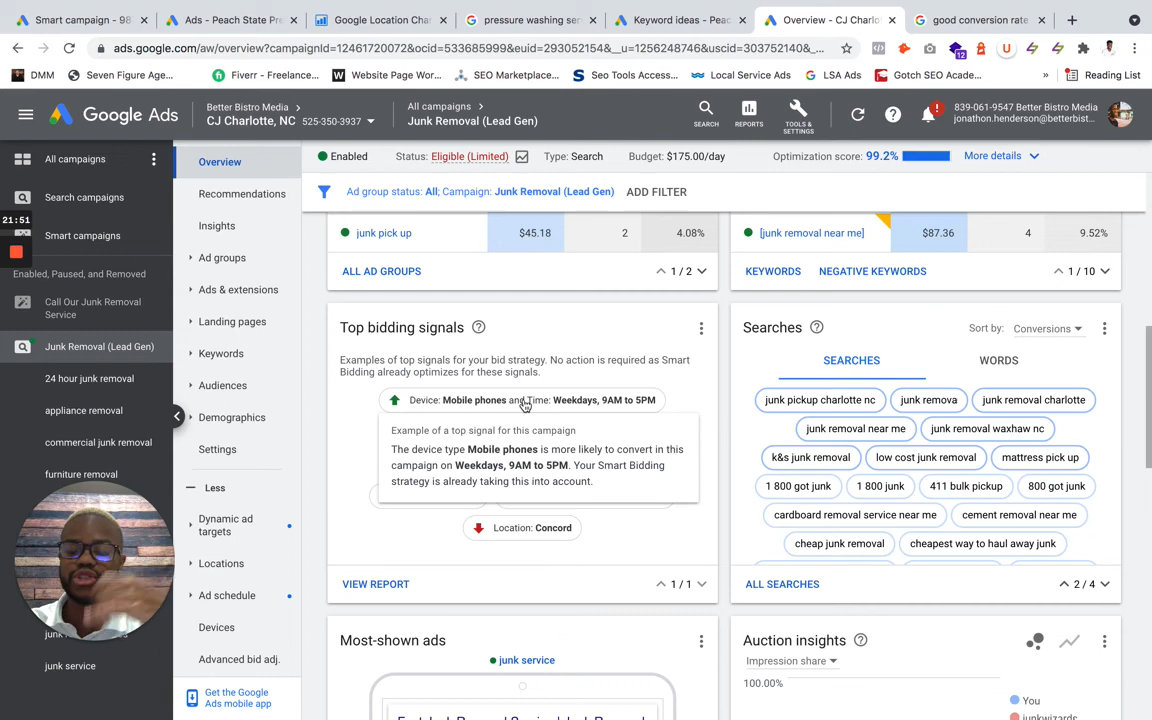 Smart campaign - 98
Ads - Peach State Pre
Google Location Char
pressure washing ser
Keyword ideas - Peac
Overview - CJ Charlo
good conversion rate
ads.google.com/aw/overview?campaignId=12461720072&ocid=533685999&euid=293052154&__u=1256248746&uscid=303752140&_...
DMM
Seven Figure Age...
Fiverr - Freelance...
Website Page Wor...
SEO Marketplace...
Seo Tools Access...
Local Service Ads
LSA Ads
Gotch SEO Acade...
»
Reading List
Google Ads
Better Bistro Media
CJ Charlotte, NC 525-350-3937
All campaigns
Junk Removal (Lead Gen)
SEARCH
REPORTS
TOOLS &
SETTINGS
839-061-9547 Better Bistro Media
jonathon.henderson@betterbist...
12
All campaigns
Search campaigns
21:51
Smart campaigns
Enabled, Paused, and Removed
Call Our Junk Removal
Service
Junk Removal (Lead Gen)
24 hour junk removal
appliance removal
commercial junk removal
furniture removal
junk service
Overview
Recommendations
Insights
Ad groups
Ads & extensions
Landing pages
Keywords
Audiences
Demographics
Settings
Less
Dynamic ad
targets
Locations
Ad schedule
Devices
Advanced bid adj.
Get the Google
Ads mobile app
Enabled Status: Eligible (Limited) Type: Search Budget: $175.00/day Optimization score: 99.2% More details
Ad group status: All; Campaign: Junk Removal (Lead Gen) ADD FILTER
junk pick up $45.18 2 4.08%
ALL AD GROUPS 1 / 2
[junk removal near me] $87.36 4 9.52%
KEYWORDS NEGATIVE KEYWORDS 1 / 10
Top bidding signals
Examples of top signals for your bid strategy. No action is required as Smart
Bidding already optimizes for these signals.
Device: Mobile phones and Time: Weekdays, 9AM to 5PM
Example of a top signal for this campaign
The device type Mobile phones is more likely to convert in this
campaign on Weekdays, 9AM to 5PM. Your Smart Bidding
strategy is already taking this into account.
Location: Concord
VIEW REPORT 1 / 1
Searches
Sort by: Conversions
SEARCHES WORDS
junk pickup charlotte nc
junk remova
junk removal charlotte
junk removal near me
junk removal waxhaw nc
k&s junk removal
low cost junk removal
mattress pick up
1 800 got junk
1 800 junk
411 bulk pickup
800 got junk
cardboard removal service near me
cement removal near me
cheap junk removal
cheapest way to haul away junk
ALL SEARCHES 2 / 4
Most-shown ads
junk service
Auction insights
Impression share
100.00%
You
junkwizards